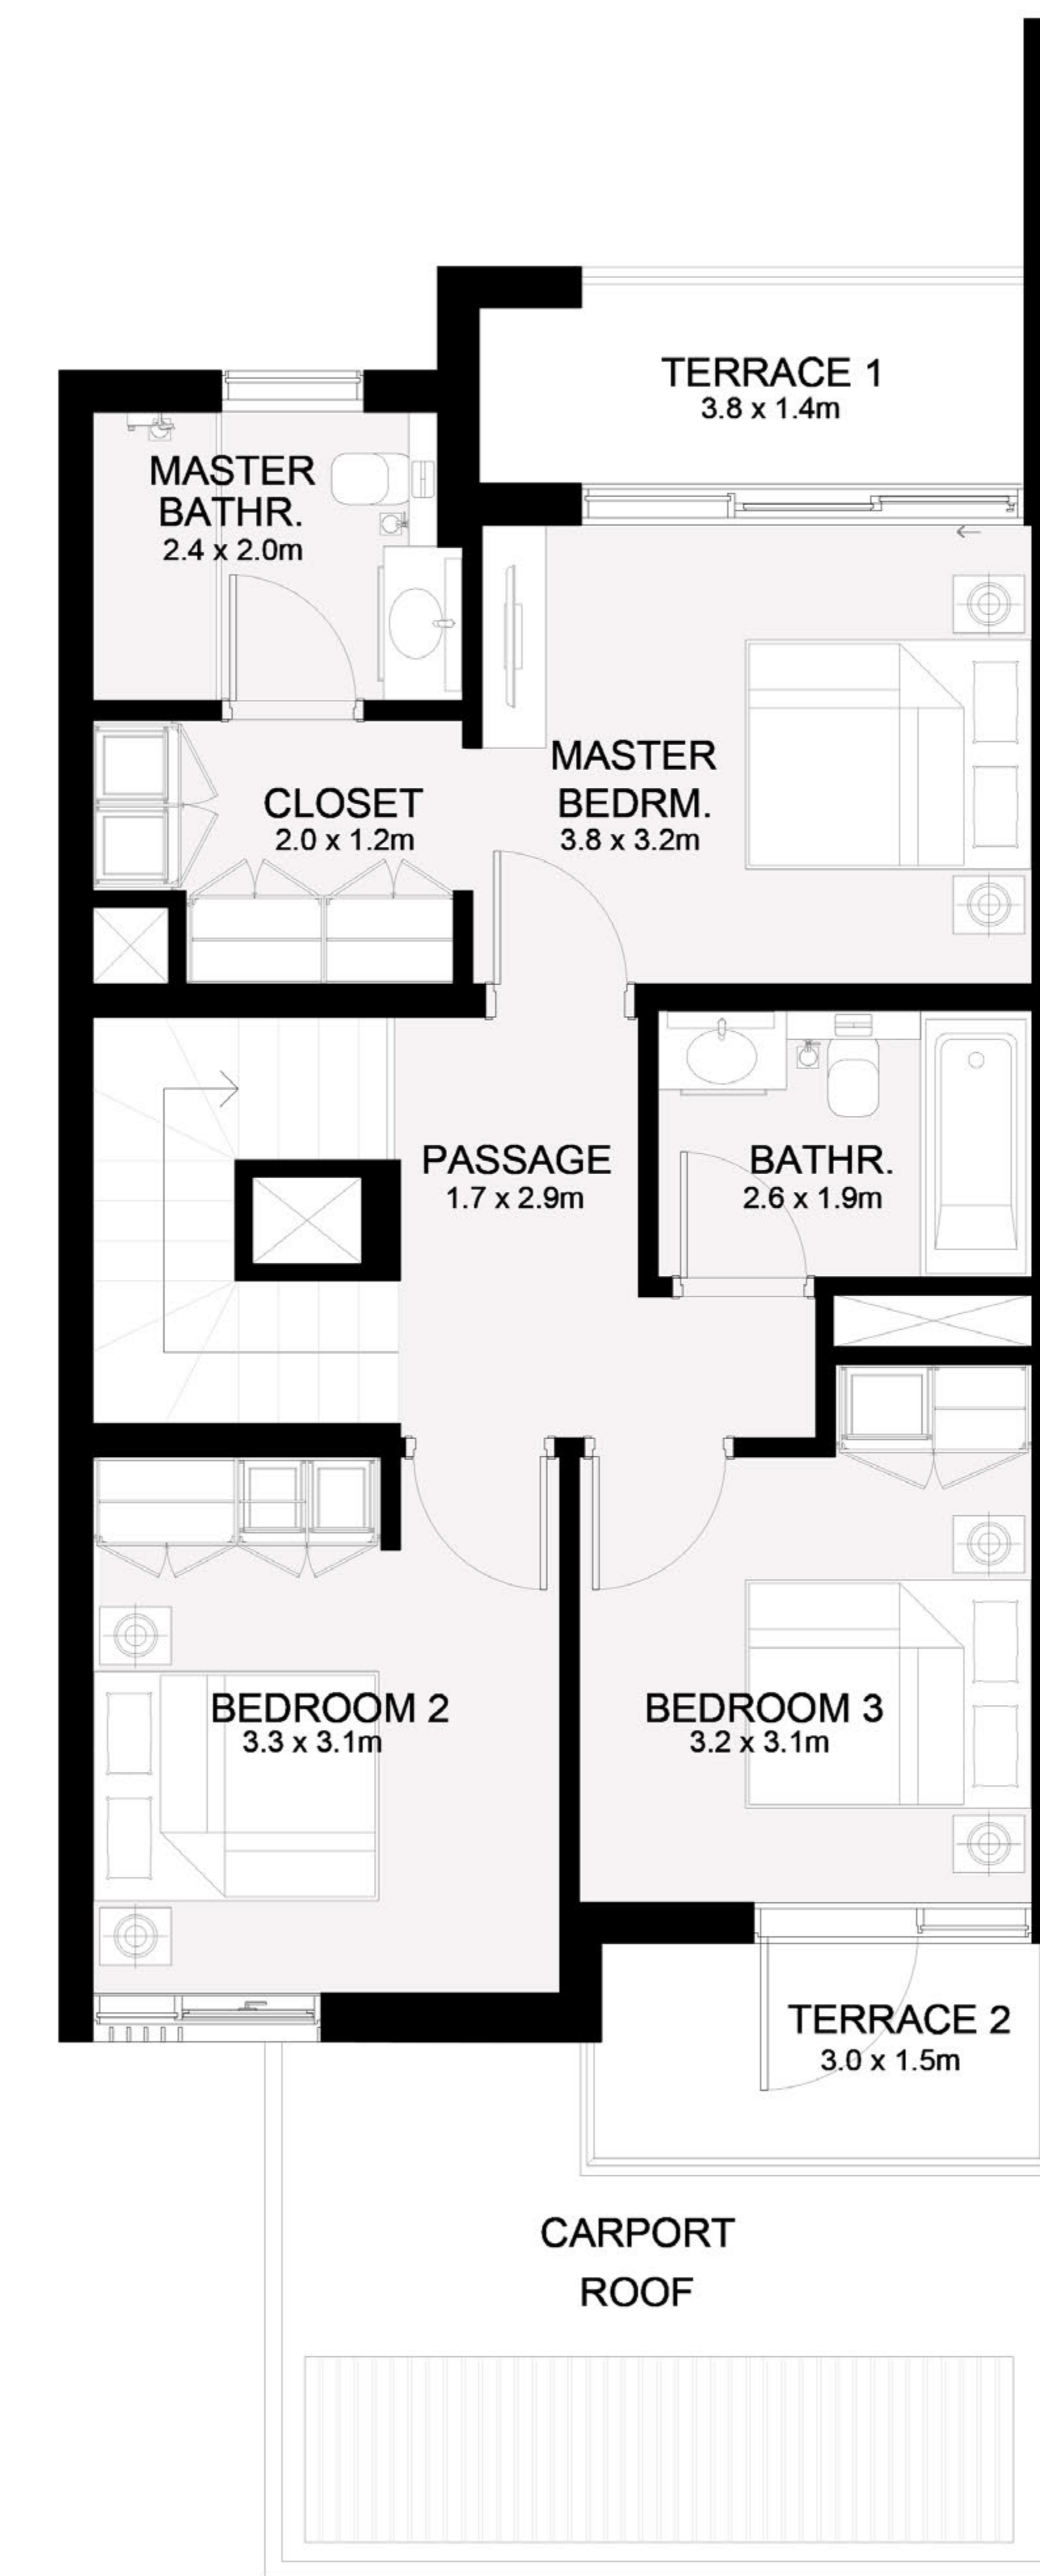 TERRACE 1
3.8 x 1.4m
MASTER
BATHR.
2.4 x 2.0m
MASTER
BEDRM.
3.8 x 3.2m
CLOSET
2.0 x 1.2m
PASSAGE
1.7 x 2.9m
BATHR.
2.6 x 1.9m
BEDROOM 2
3.3 x 3.1m
BEDROOM 3
3.2 x 3.1m
TERRACE 2
3.0 x 1.5m
CARPORT
ROOF